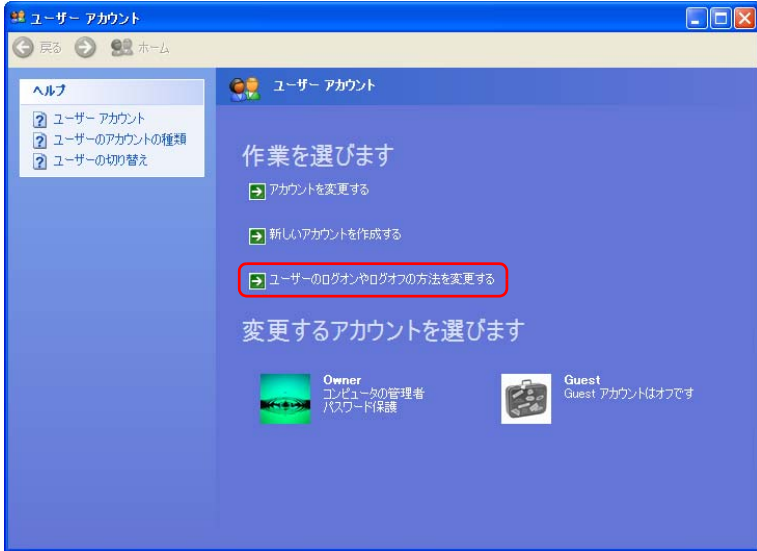 ユーザー アカウント
戻る
ホーム
ヘルプ
ユーザー アカウント
ユーザーのアカウントの種類
ユーザーの切り替え
ユーザー アカウント
作業を選びます
アカウントを変更する
新しいアカウントを作成する
ユーザーのログオンやログオフの方法を変更する
変更するアカウントを選びます
Owner
コンピュータの管理者
パスワード保護
Guest
Guest アカウントはオフです